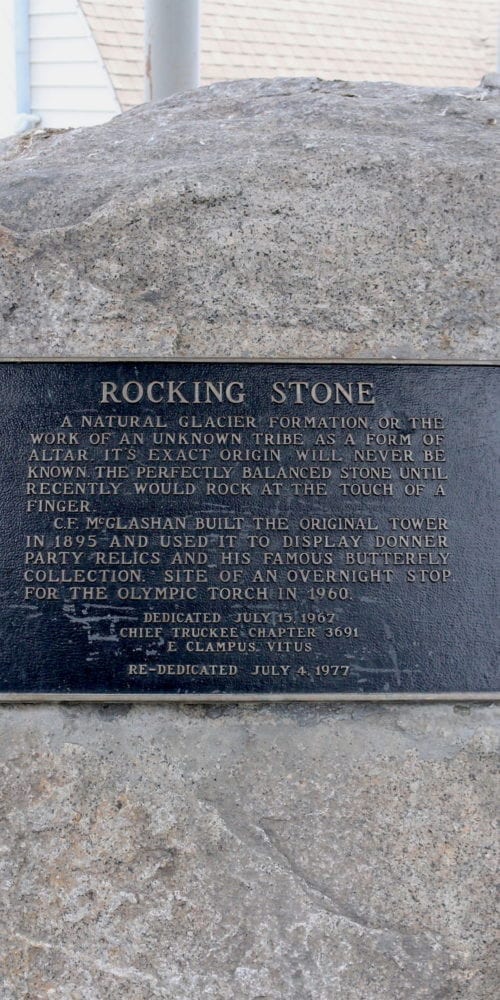 ROCKING STONE
A NATURAL GLACIER FORMATION OR THE
WORK OF AN UNKNOWN TRIBE AS A FORM OF
ALTAR. IT'S EXACT ORIGIN WILL NEVER BE
KNOWN. THE PERFECTLY BALANCED STONE UNTIL
RECENTLY WOULD ROCK AT THE TOUCH OF A
FINGER.
C.F. McGLASHAN BUILT THE ORIGINAL TOWER
IN 1895 AND USED IT TO DISPLAY DONNER
PARTY RELICS AND HIS FAMOUS BUTTERFLY
COLLECTION. SITE OF AN OVERNIGHT STOP
FOR THE OLYMPIC TORCH IN 1960.
DEDICATED JULY 15, 1967
CHIEF TRUCKEE CHAPTER 3691
E CLAMPUS VITUS
RE-DEDICATED JULY 4, 1977